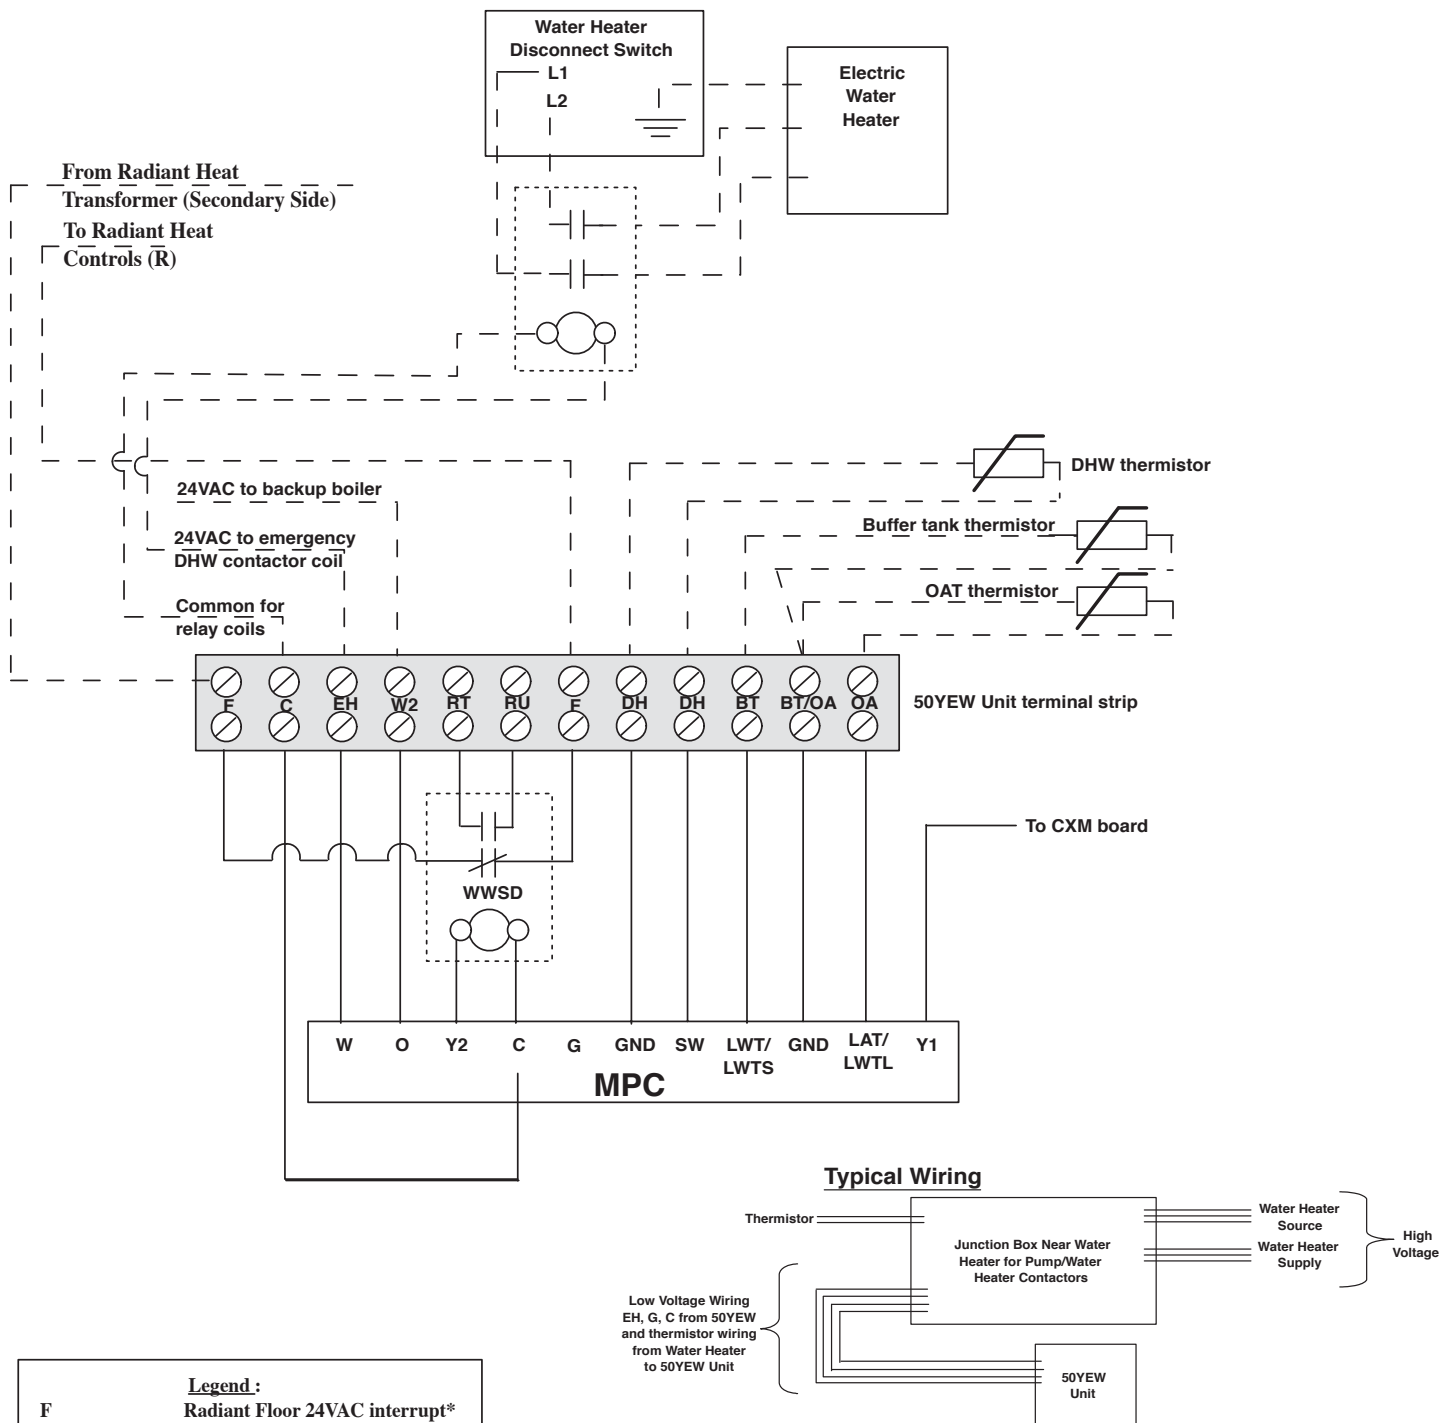 Water Heater
Disconnect Switch
L1
L2
Electric
Water
Heater
From Radiant Heat
Transformer (Secondary Side)
To Radiant Heat
Controls (R)
24VAC to backup boiler
24VAC to emergency
DHW contactor coil
Common for
relay coils
DHW thermistor
Buffer tank thermistor
OAT thermistor
F C EH W2 RT RU F DH DH BT BT/OA OA
50YEW Unit terminal strip
To CXM board
WWSD
W O Y2 C G GND SW LWT/ GND LAT/ Y1
LWTS LWTL
MPC
Typical Wiring
Thermistor
Junction Box Near Water
Heater for Pump/Water
Heater Contactors
Water Heater
Source
Water Heater
Supply
High
Voltage
Low Voltage Wiring
EH, G, C from 50YEW
and thermistor wiring
from Water Heater
to 50YEW Unit
50YEW
Unit
Legend :
F Radiant Floor 24VAC interrupt*